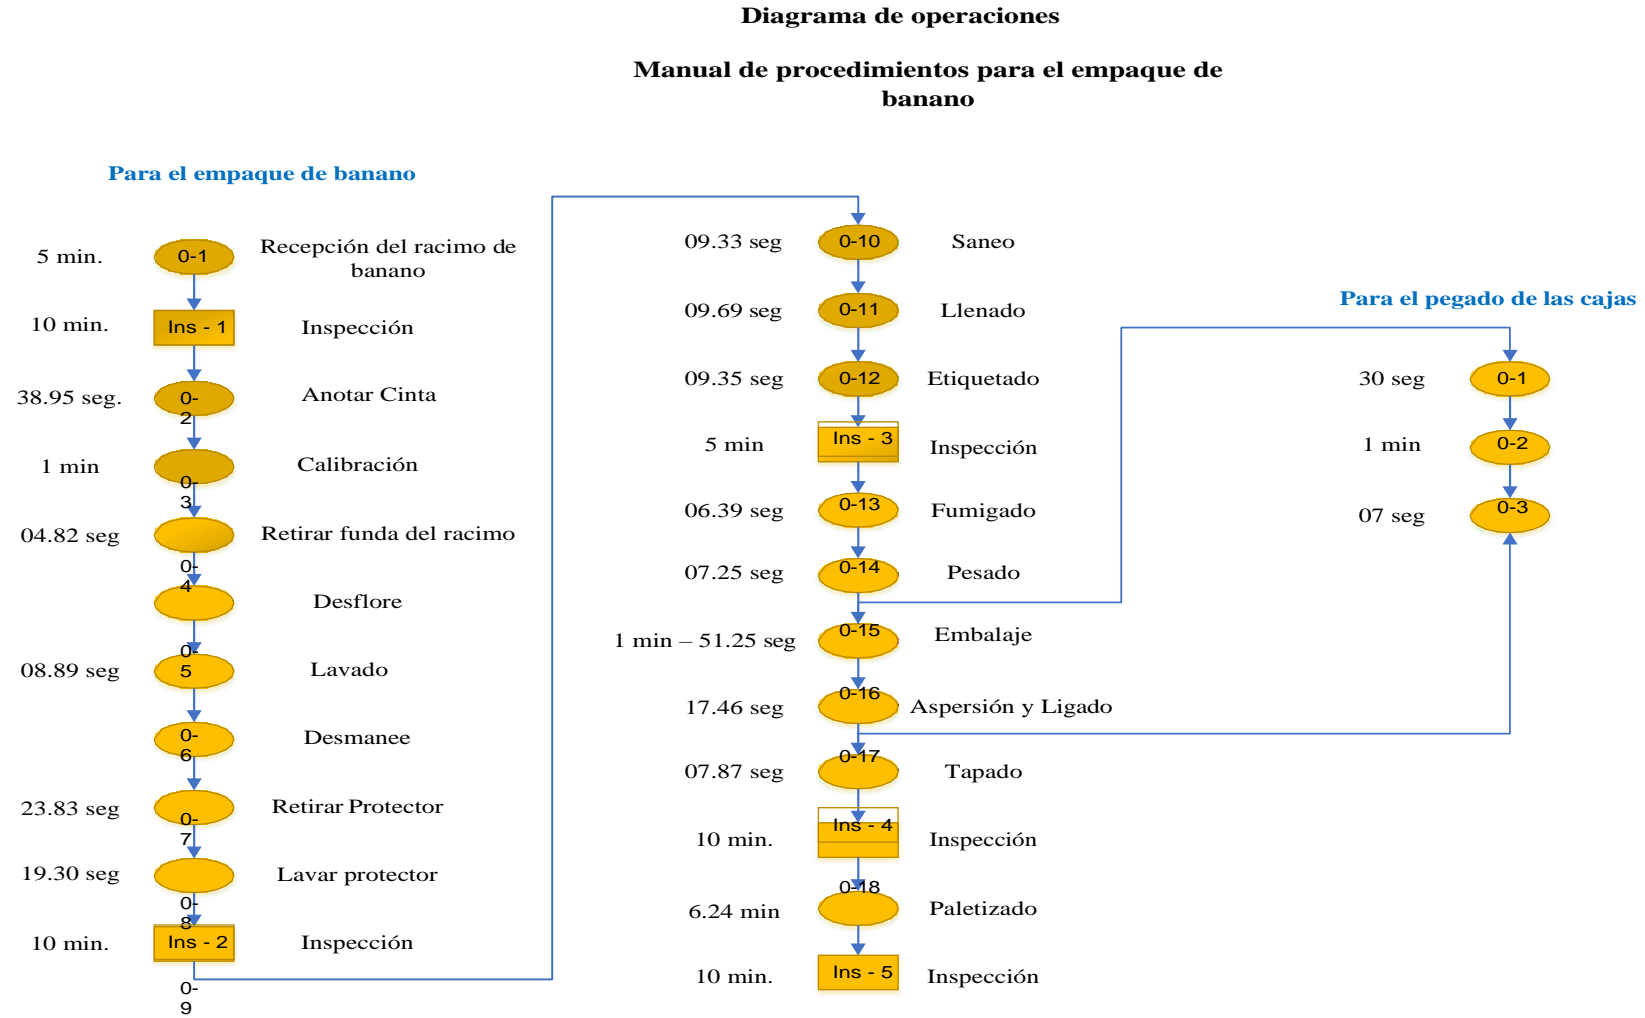 Diagrama de operaciones
Manual de procedimientos para el empaque de
banano
Para el empaque de banano
5 min.
0-1
Recepción del racimo de
banano
10 min.
Ins - 1
Inspección
38.95 seg.
0-
2
Anotar Cinta
1 min
Calibración
0-
3
04.82 seg
Retirar funda del racimo
0-
4
Desflore
08.89 seg
0-
5
Lavado
0-
6
Desmanee
23.83 seg
Retirar Protector
0-
7
19.30 seg
Lavar protector
0-
8
10 min.
Ins - 2
Inspección
0-
9
09.33 seg
0-10
Saneo
09.69 seg
0-11
Llenado
09.35 seg
0-12
Etiquetado
5 min
Ins - 3
Inspección
06.39 seg
0-13
Fumigado
07.25 seg
0-14
Pesado
1 min – 51.25 seg
0-15
Embalaje
17.46 seg
0-16
Aspersión y Ligado
0-17
07.87 seg
Tapado
Ins - 4
10 min.
Inspección
0-18
6.24 min
Paletizado
10 min.
Ins - 5
Inspección
Para el pegado de las cajas
30 seg
0-1
1 min
0-2
07 seg
0-3